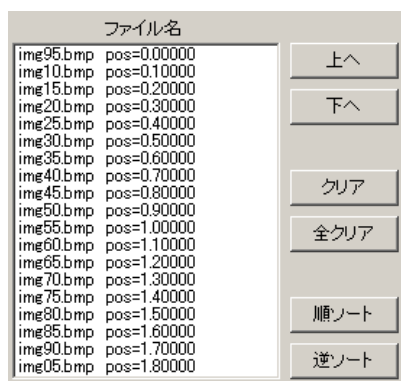 ファイル名
img95.bmp pos=0.00000
img10.bmp pos=0.10000
img15.bmp pos=0.20000
img20.bmp pos=0.30000
img25.bmp pos=0.40000
img30.bmp pos=0.50000
img35.bmp pos=0.60000
img40.bmp pos=0.70000
img45.bmp pos=0.80000
img50.bmp pos=0.90000
img55.bmp pos=1.00000
img60.bmp pos=1.10000
img65.bmp pos=1.20000
img70.bmp pos=1.30000
img75.bmp pos=1.40000
img80.bmp pos=1.50000
img85.bmp pos=1.60000
img90.bmp pos=1.70000
img05.bmp pos=1.80000
上へ
下へ
クリア
全クリア
順ソート
逆ソート